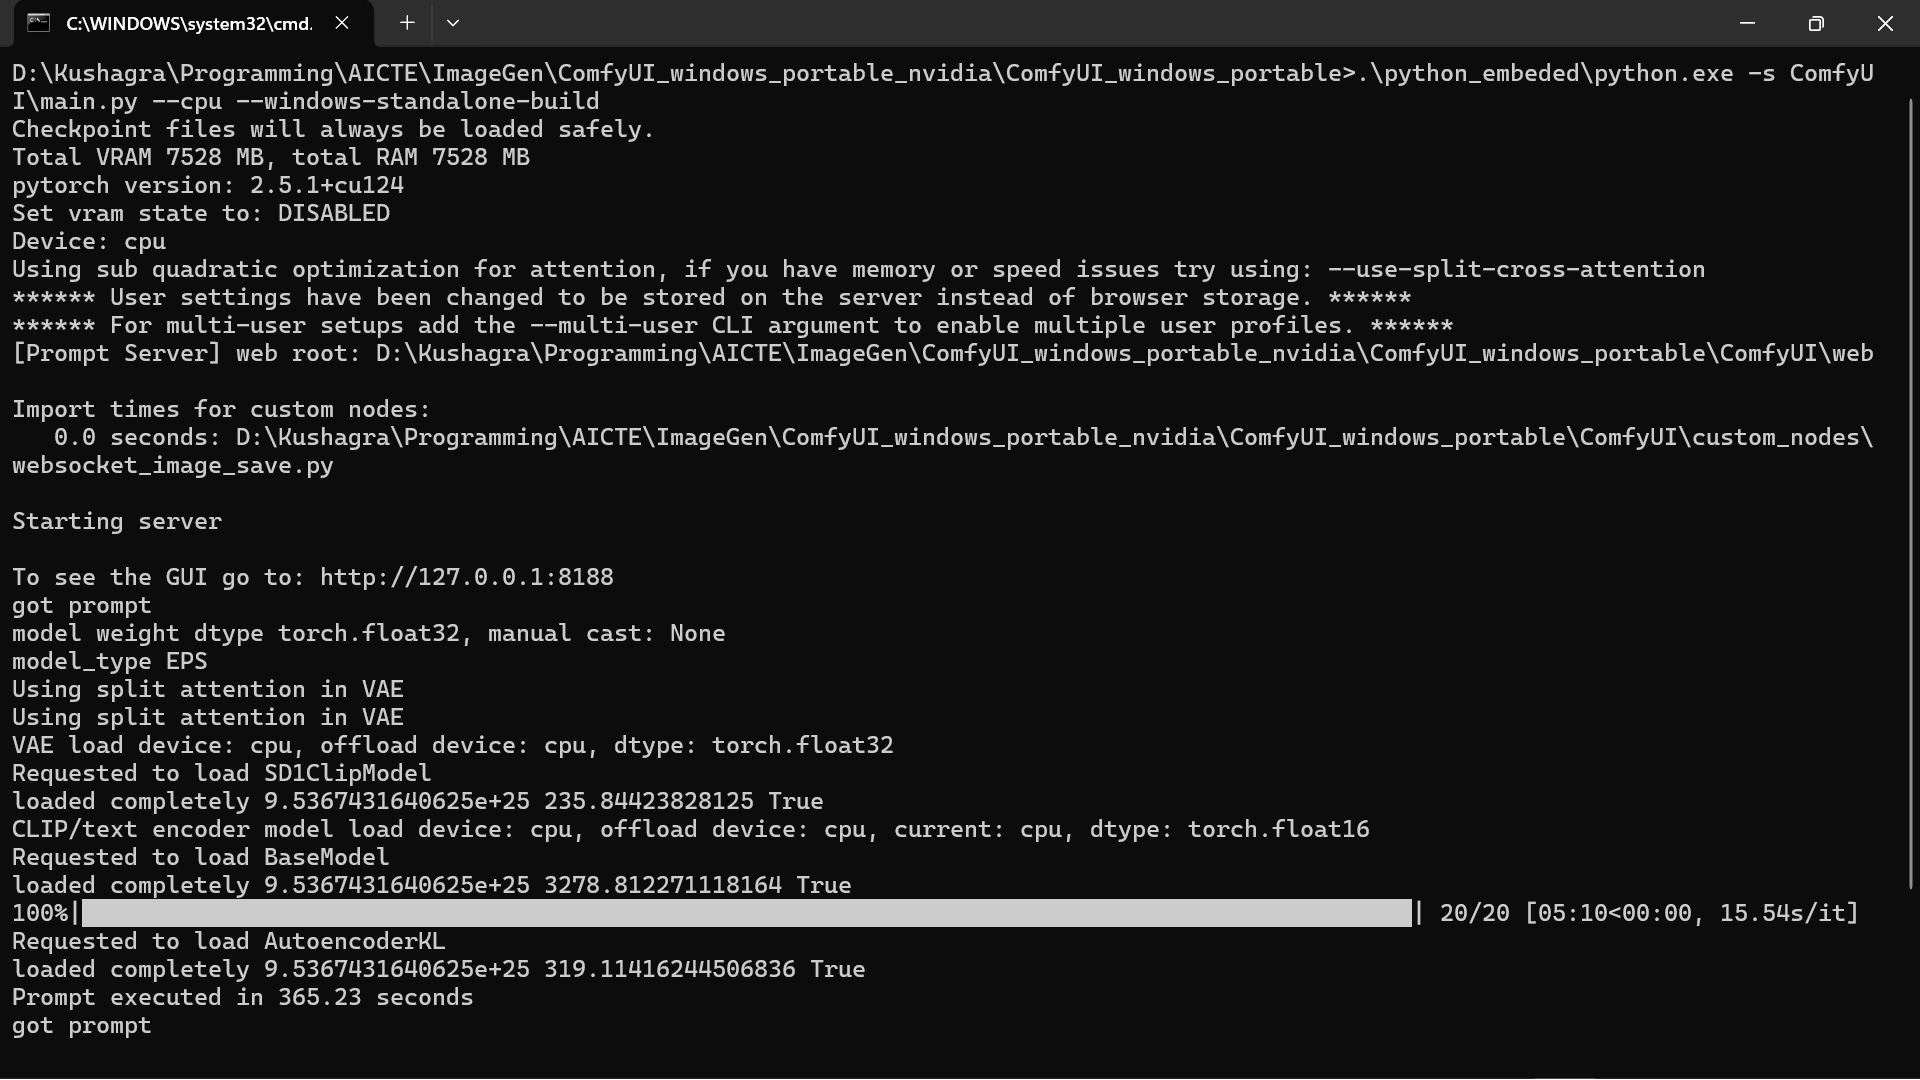 C:\WINDOWS\system32\cmd.
D:\Kushagra\Programming\AICTE\ImageGen\ComfyUI_windows_portable_nvidia\ComfyUI_windows_portable>.\python_embeded\python.exe -s ComfyU
I\main.py --cpu --windows-standalone-build
Checkpoint files will always be loaded safely.
Total VRAM 7528 MB, total RAM 7528 MB
pytorch version: 2.5.1+cu124
Set vram state to: DISABLED
Device: cpu
Using sub quadratic optimization for attention, if you have memory or speed issues try using: --use-split-cross-attention
****** User settings have been changed to be stored on the server instead of browser storage. ******
****** For multi-user setups add the --multi-user CLI argument to enable multiple user profiles. ******
[Prompt Server] web root: D:\Kushagra\Programming\AICTE\ImageGen\ComfyUI_windows_portable_nvidia\ComfyUI_windows_portable\ComfyUI\web
Import times for custom nodes:
0.0 seconds: D:\Kushagra\Programming\AICTE\ImageGen\ComfyUI_windows_portable_nvidia\ComfyUI_windows_portable\ComfyUI\custom_nodes\
websocket_image_save.py
Starting server
To see the GUI go to: http://127.0.0.1:8188
got prompt
model weight dtype torch.float32, manual cast: None
model_type EPS
Using split attention in VAE
Using split attention in VAE
VAE load device: cpu, offload device: cpu, dtype: torch.float32
Requested to load SD1ClipModel
loaded completely 9.5367431640625e+25 235.84423828125 True
CLIP/text encoder model load device: cpu, offload device: cpu, current: cpu, dtype: torch.float16
Requested to load BaseModel
loaded completely 9.5367431640625e+25 3278.812271118164 True
100%| | 20/20 [05:10<00:00, 15.54s/it]
Requested to load AutoencoderKL
loaded completely 9.5367431640625e+25 319.11416244506836 True
Prompt executed in 365.23 seconds
got prompt